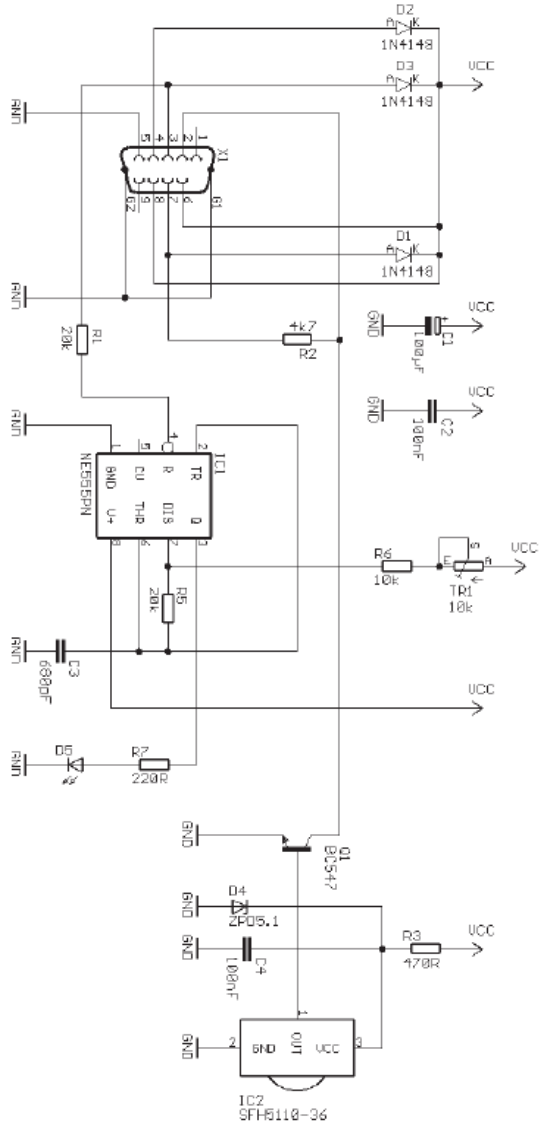 D2
A K
1N4148
D3
A K
VCC
1N4148
GND
5 4 3 2 1
X1
9 8 7 6
G2
G1
D1
A K
1N4148
GND
R1
20k
4k7
R2
VCC
+
C1
GND
100µF
VCC
C2
GND
100nF
GND
1 5 4 2
IC1
NE555PN
GND CV R TR
V+ THR DIS Q
8 6 7 3
R6
10k
S
E A
VCC
TR1
10k
R5
20k
GND
C3
680pF
VCC
GND
D5
R7
220R
GND
Q1
BC547
D4
GND
ZPD5.1
R3
VCC
470R
GND
C4
100nF
1
GND
2 GND OUT VCC 3
IC2
SFH5110-36